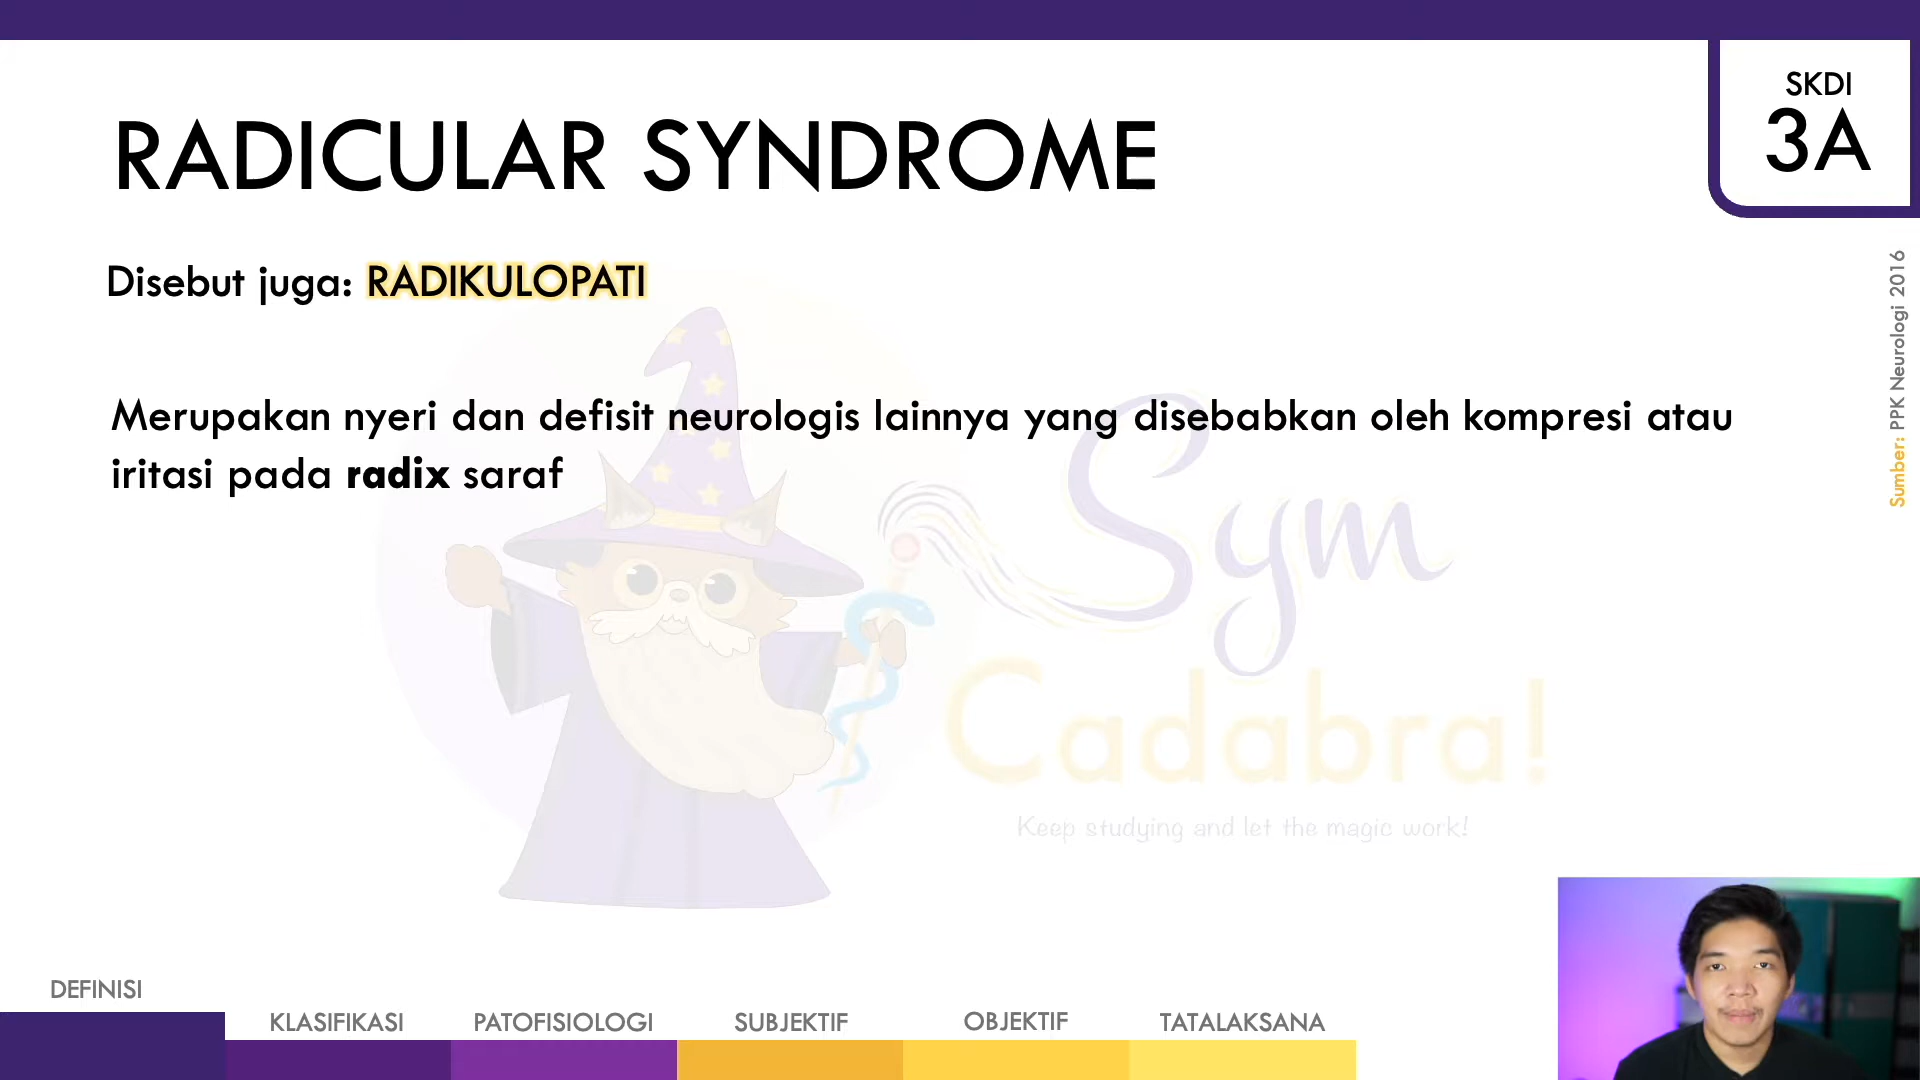 SKDI
3A
RADICULAR SYNDROME
Disebut juga: RADIKULOPATI
Merupakan nyeri dan defisit neurologis lainnya yang disebabkan oleh kompresi atau
iritasi pada radix saraf
Sumber: PPK Neurologi 2016
Sym
Cadabra!
Keep studying and let the magic work!
DEFINISI
KLASIFIKASI
PATOFISIOLOGI
SUBJEKTIF
OBJEKTIF
TATALAKSANA